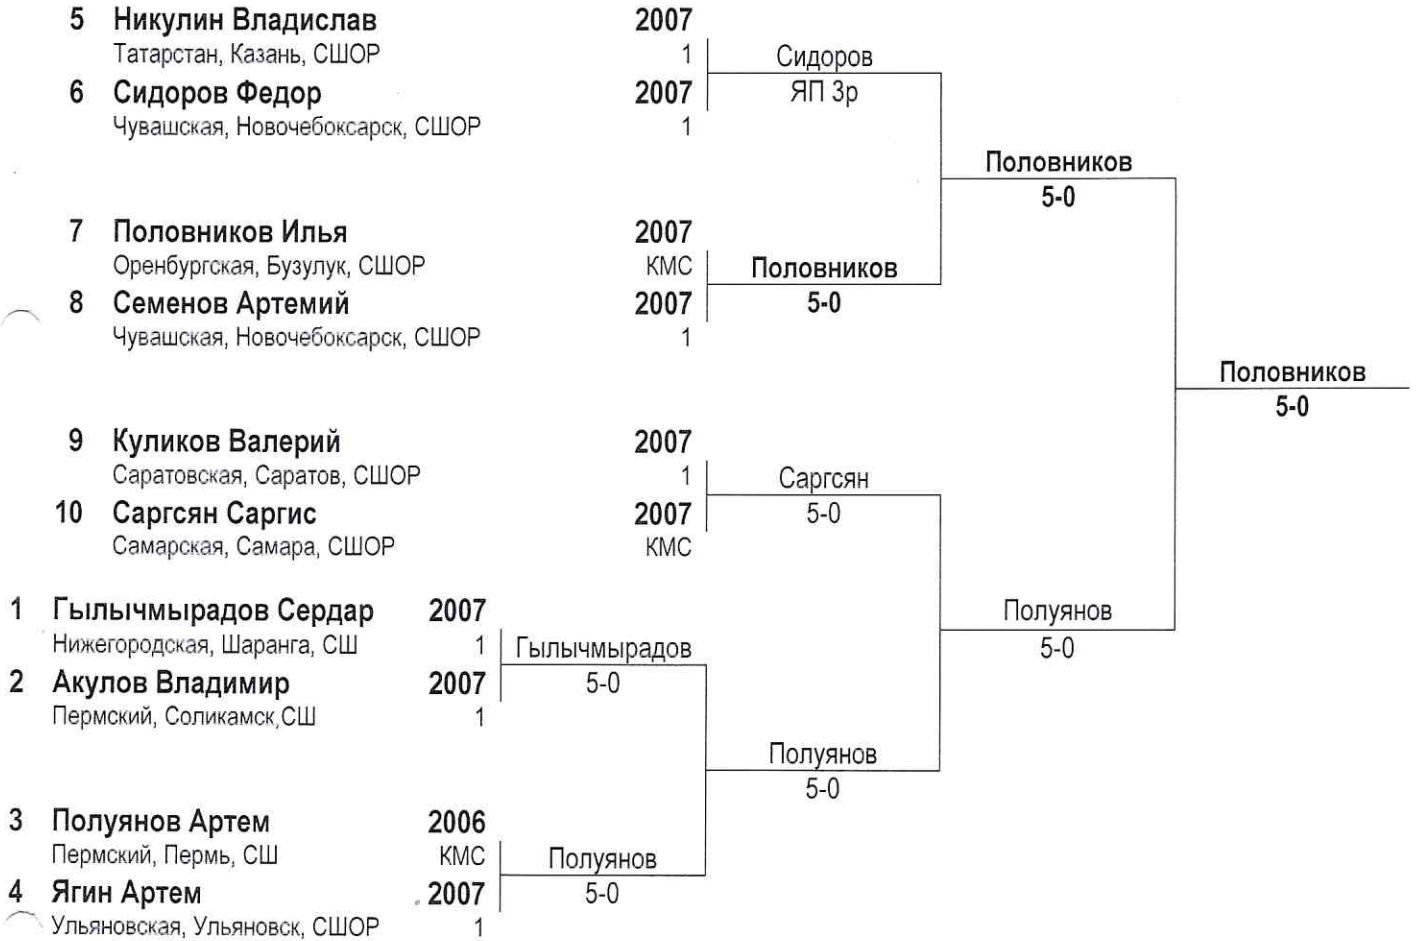 5 Никулин Владислав 2007
Татарстан, Казань, СШОР 1
Сидоров
6 Сидоров Федор 2007
ЯП 3р
Чувашская, Новочебоксарск, СШОР 1
Половников
5-0
7 Половников Илья 2007
Оренбургская, Бузулук, СШОР КМС
Половников
8 Семенов Артемий 2007
5-0
Чувашская, Новочебоксарск, СШОР 1
Половников
5-0
9 Куликов Валерий 2007
Саратовская, Саратов, СШОР 1
Саргсян
10 Саргсян Саргис 2007
5-0
Самарская, Самара, СШОР КМС
1 Гылычмырадов Сердар 2007
Полуянов
Нижегородская, Шаранга, СШ 1
Гылычмырадов
5-0
2 Акулов Владимир 2007
5-0
Пермский, Соликамск,СШ 1
Полуянов
5-0
3 Полуянов Артем 2006
Пермский, Пермь, СШ КМС
Полуянов
4 Ягин Артем 2007
5-0
Ульяновская, Ульяновск, СШОР 1